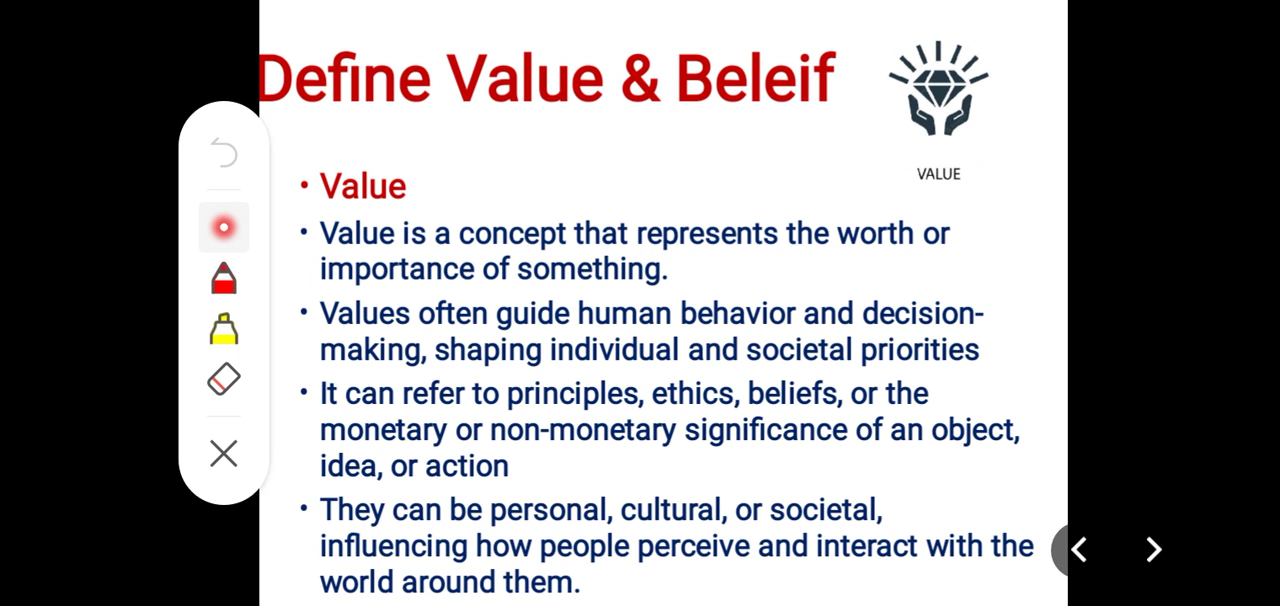 Define Value & Beleif
VALUE
• Value
• Value is a concept that represents the worth or
importance of something.
• Values often guide human behavior and decision-
making, shaping individual and societal priorities
• It can refer to principles, ethics, beliefs, or the
monetary or non-monetary significance of an object,
idea, or action
• They can be personal, cultural, or societal,
influencing how people perceive and interact with the
world around them.